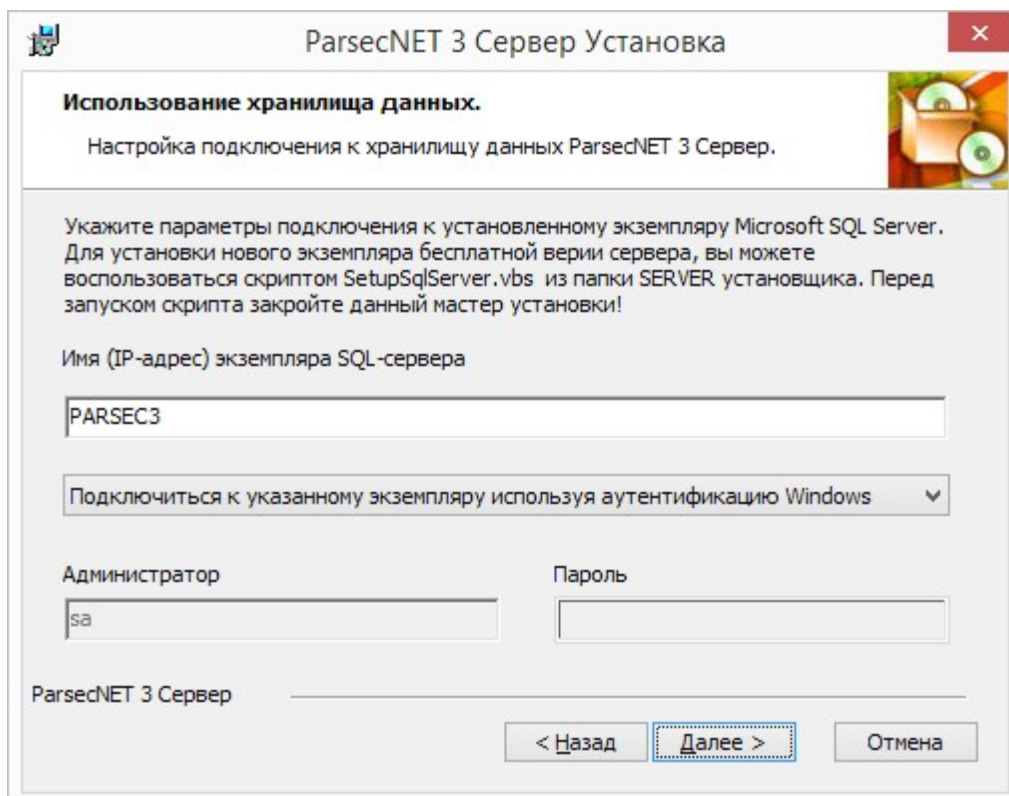 ParsecNET 3 Сервер Установка
Использование хранилища данных.
Настройка подключения к хранилищу данных ParsecNET 3 Сервер.
Укажите параметры подключения к установленному экземпляру Microsoft SQL Server.
Для установки нового экземпляра бесплатной верии сервера, вы можете
воспользоваться скриптом SetupSqlServer.vbs из папки SERVER установщика. Перед
запуском скрипта закройте данный мастер установки!
Имя (IP-адрес) экземпляра SQL-сервера
PARSEC3
Подключиться к указанному экземпляру используя аутентификацию Windows
Администратор Пароль
sa
ParsecNET 3 Сервер
< Назад Далее > Отмена